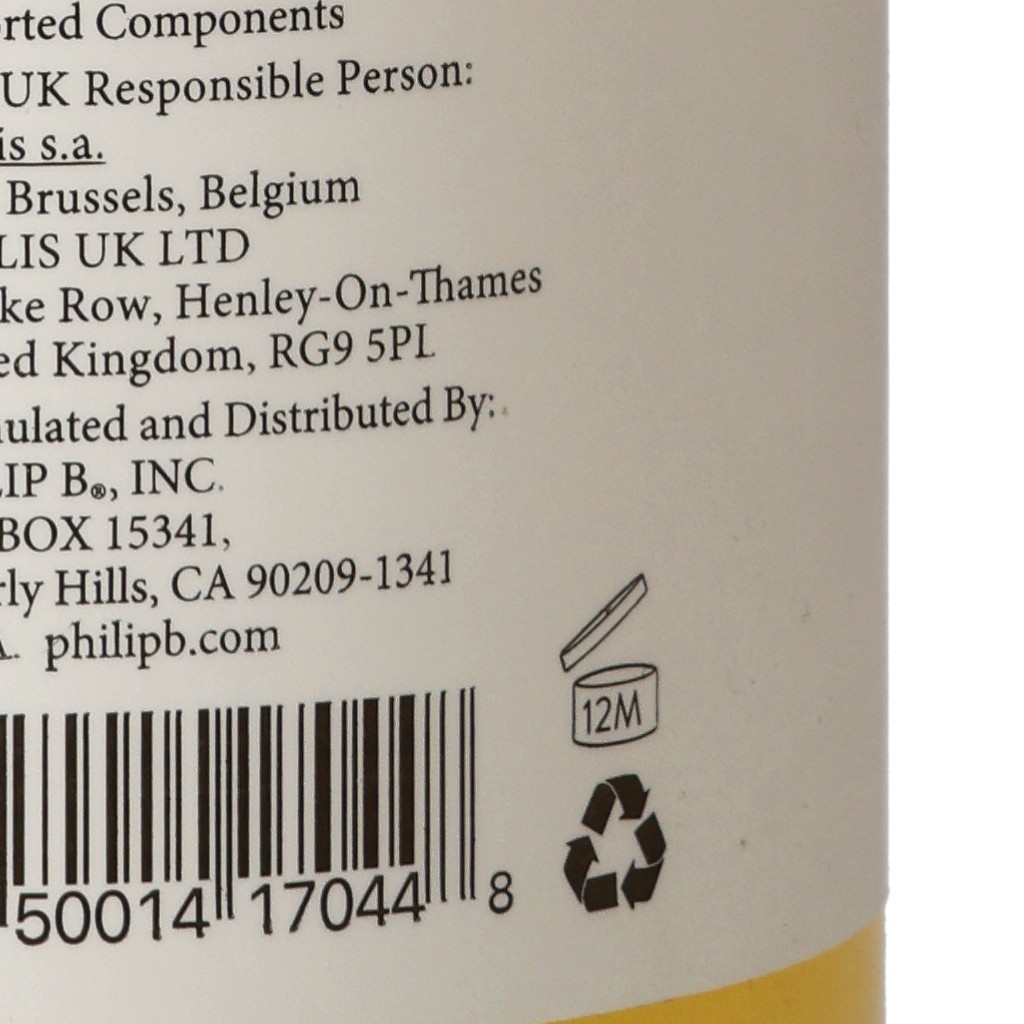 rted Components
UK Responsible Person:
is s.a.
Brussels, Belgium
LIS UK LTD
ke Row, Henley-On-Thames
ed Kingdom, RG9 5PL
ulated and Distributed By:
LIP B®, INC.
BOX 15341,
rly Hills, CA 90209-1341
A. philipb.com
12M
50014 17044 8